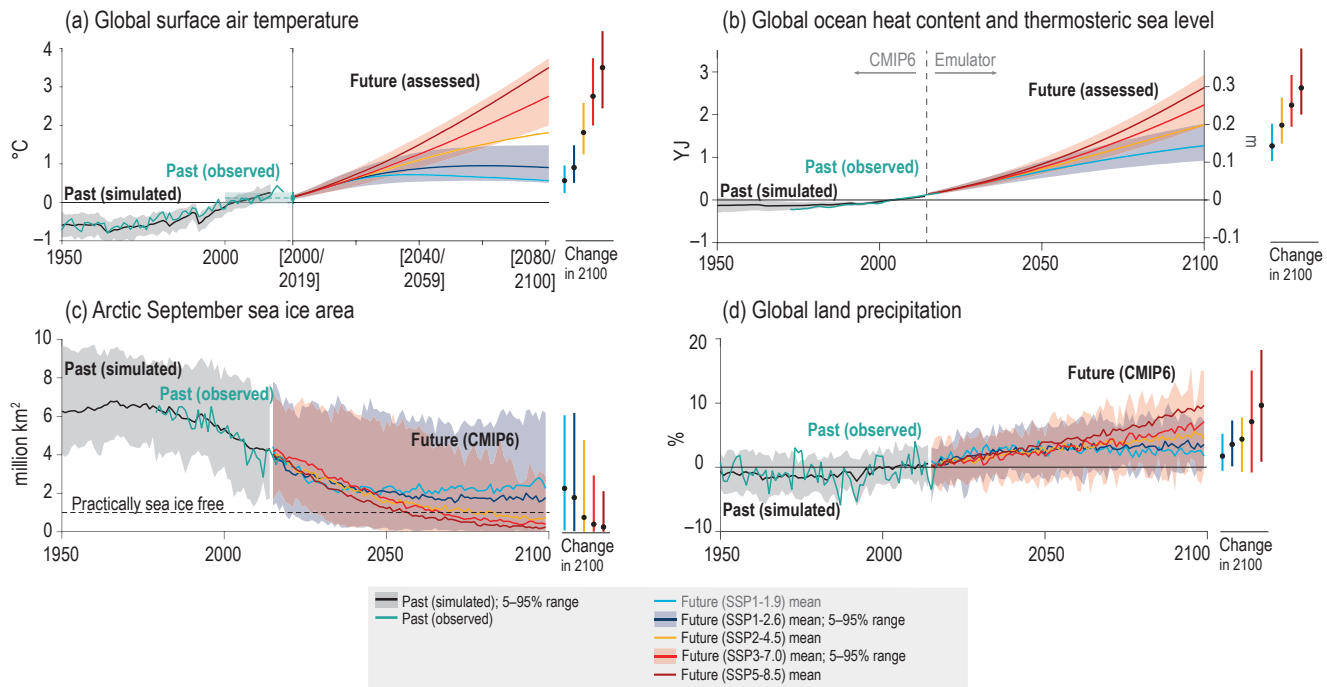 (a) Global surface air temperature
4
3
2
1
0
−1
°C
Future (assessed)
Past (observed)
Past (simulated)
1950
2000
[2000/
2019]
[2040/
2059]
[2080/
2100]
Change
in 2100
(b) Global ocean heat content and thermosteric sea level
3
2
1
0
−1
YJ
CMIP6
Emulator
Future (assessed)
Past (observed)
Past (simulated)
0.3
0.2
0.1
0
-0.1
m
1950
2000
2050
2100
Change
in 2100
(c) Arctic September sea ice area
10
8
6
4
2
0
million km²
Past (simulated)
Past (observed)
Future (CMIP6)
Practically sea ice free
1950
2000
2050
2100
Change
in 2100
(d) Global land precipitation
20
10
0
−10
%
Future (CMIP6)
Past (observed)
Past (simulated)
1950
2000
2050
2100
Change
in 2100
Past (simulated); 5–95% range
Past (observed)
Future (SSP1-1.9) mean
Future (SSP1-2.6) mean; 5–95% range
Future (SSP2-4.5) mean
Future (SSP3-7.0) mean; 5–95% range
Future (SSP5-8.5) mean